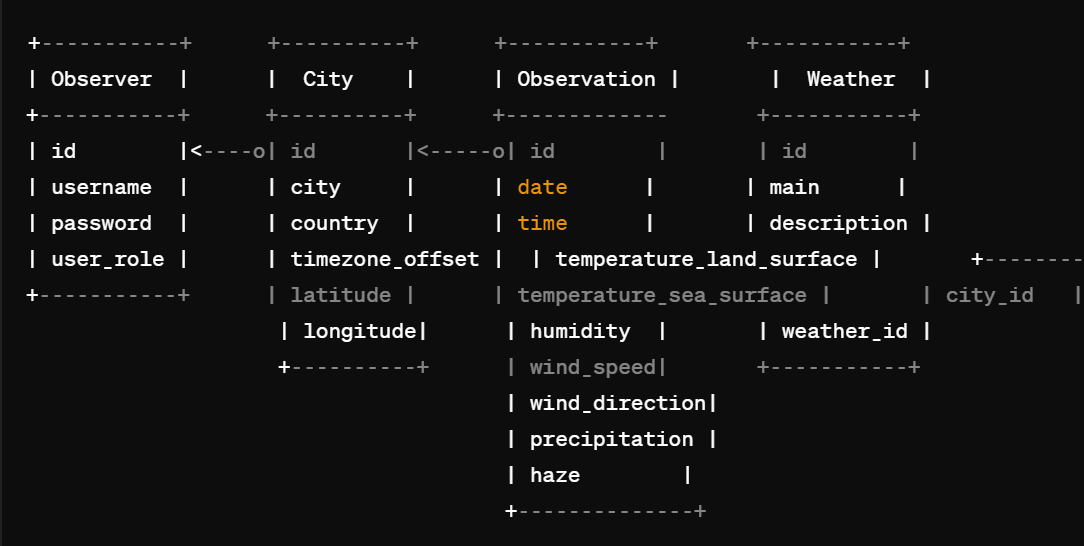 +-----------+      +----------+      +-----------+       +-----------+
| Observer  |      |  City    |      | Observation |       |  Weather  |
+-----------+      +----------+      +-------------       +-----------+
| id        |<----o| id       |<-----o| id        |       | id        |
| username  |      | city     |      | date      |       | main      |
| password  |      | country  |      | time      |       | description |
| user_role |      | timezone_offset |  | temperature_land_surface |       +--------
+-----------+      | latitude |      | temperature_sea_surface |       | city_id   |
| longitude|      | humidity  |       | weather_id |
+----------+      | wind_speed|       +-----------+
| wind_direction|
| precipitation |
| haze        |
+--------------+